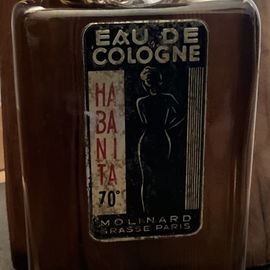 EAU DE
COLOGNE
HA
BA
NI
TA
70°
MOLINARD
GRASSE PARIS